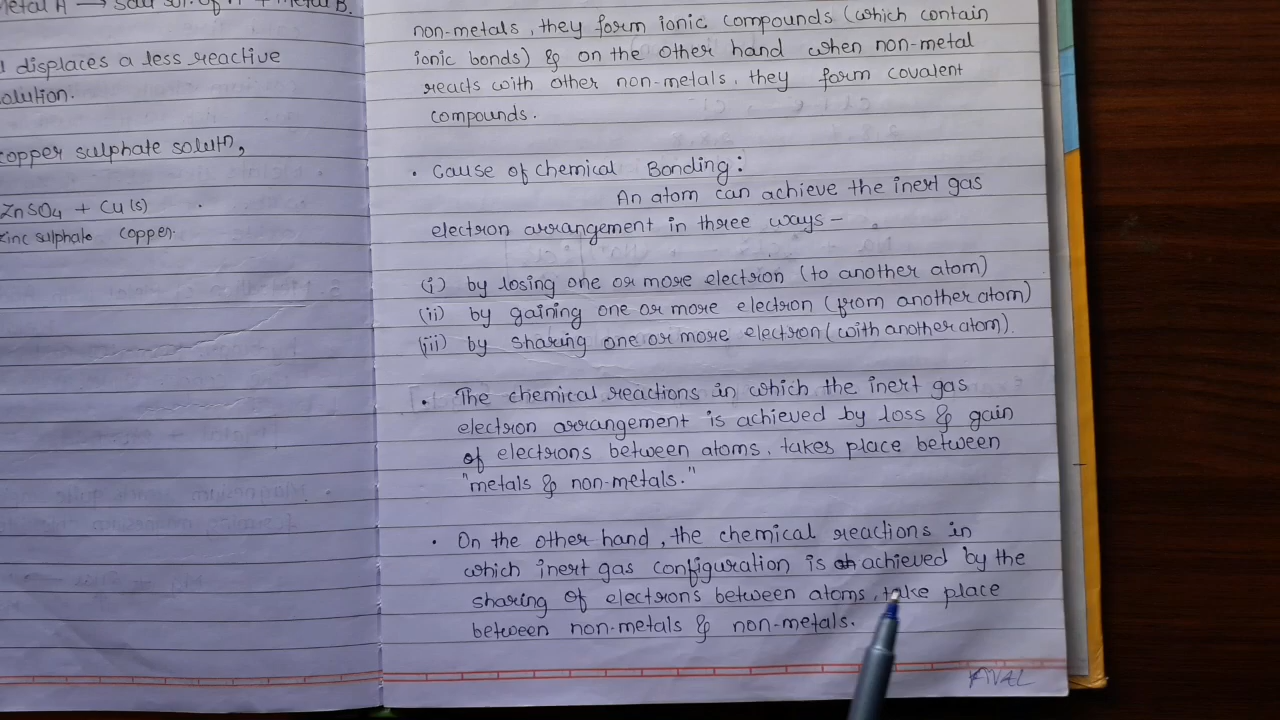 displaces a less reactive
copper sulphate soluth,
ZnSO4 + Cu(s)
zinc sulphate copper.
non-metals, they form ionic compounds (which contain
ionic bonds) & on the other hand when non-metal
reacts with other non-metals, they form covalent
compounds.
• Cause of chemical Bonding:
An atom can achieve the inert gas
electron arrangement in three ways –
(i) by losing one or more electron (to another atom)
(ii) by gaining one or more electron (from another atom)
(iii) by sharing one or more electron (with another atom).
• The chemical reactions in which the inert gas
electron arrangement is achieved by loss & gain
of electrons between atoms, takes place between
"metals & non-metals."
• On the other hand, the chemical reactions in
which inert gas configuration is achieved by the
sharing of electrons between atoms, take place
between non-metals & non-metals.